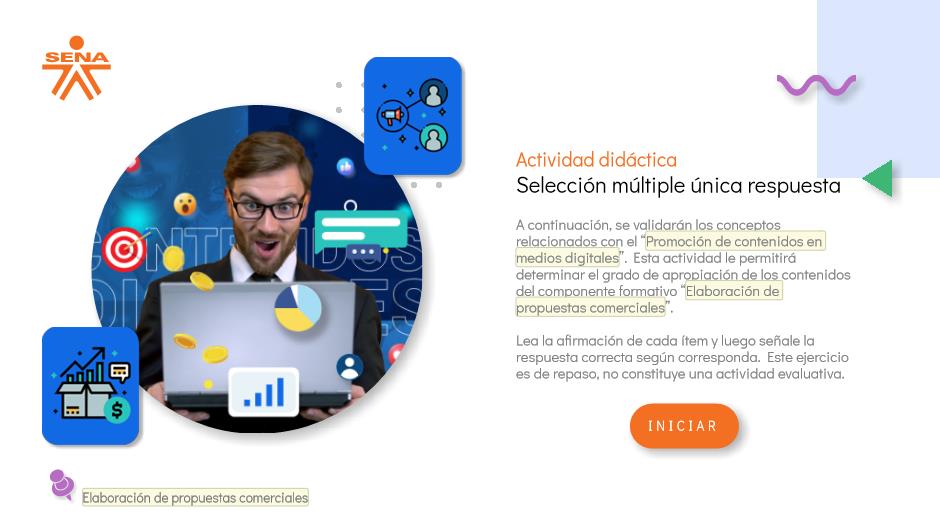 SENA
CONTENIDOS
Actividad didáctica
Selección múltiple única respuesta
A continuación, se validarán los conceptos
relacionados con el “Promoción de contenidos en
medios digitales”. Esta actividad le permitirá
determinar el grado de apropiación de los contenidos
del componente formativo “Elaboración de
propuestas comerciales”.
Lea la afirmación de cada ítem y luego señale la
respuesta correcta según corresponda. Este ejercicio
es de repaso, no constituye una actividad evaluativa.
INICIAR
Elaboración de propuestas comerciales